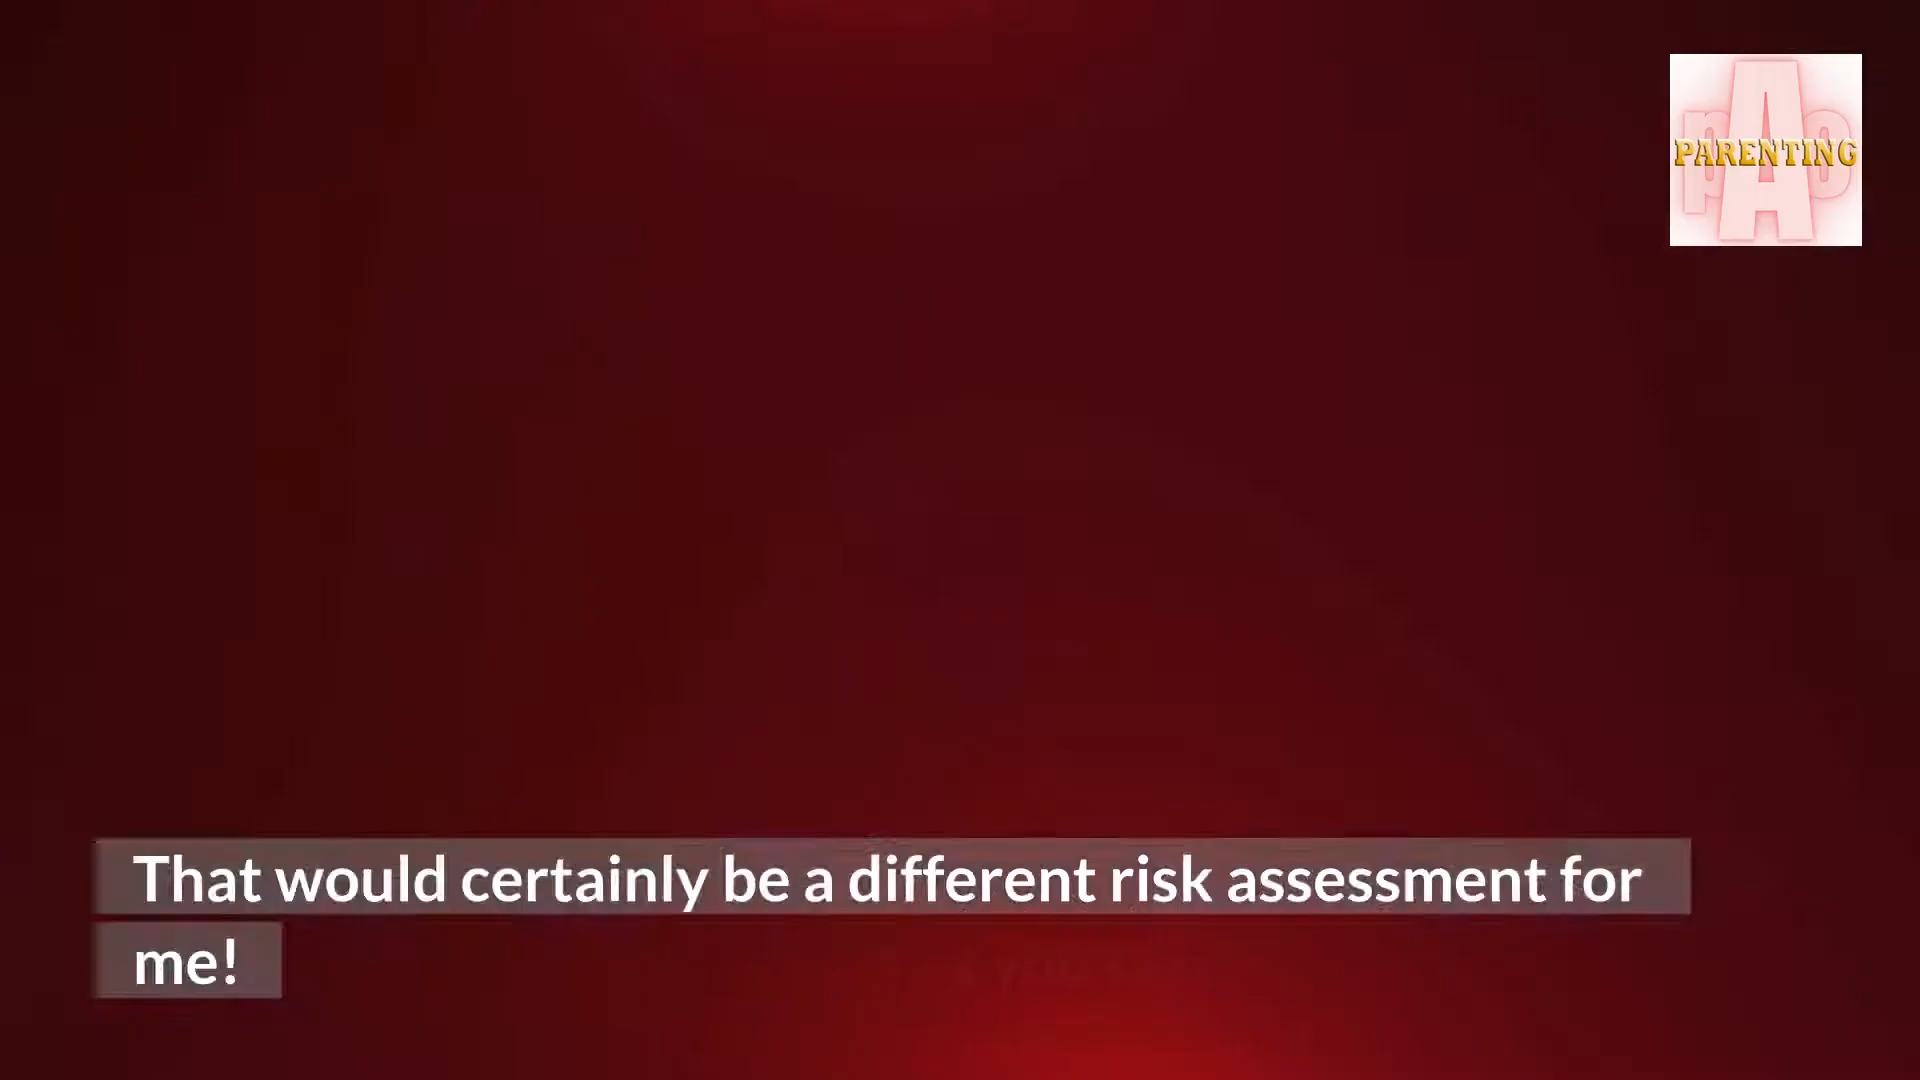 PARENTING
That would certainly be a different risk assessment for
me!